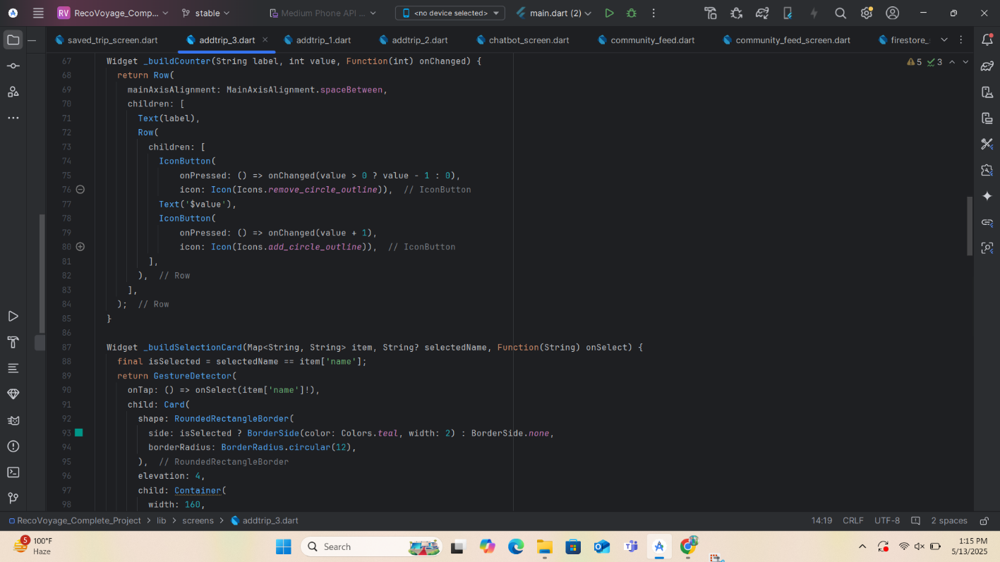 RV RecoVoyage_Comp... stable Medium Phone API ... <no device selected> main.dart (2)
saved_trip_screen.dart addtrip_3.dart addtrip_1.dart addtrip_2.dart chatbot_screen.dart community_feed.dart community_feed_screen.dart firestore_
5 3
67 Widget _buildCounter(String label, int value, Function(int) onChanged) {
68 return Row(
69 mainAxisAlignment: MainAxisAlignment.spaceBetween,
70 children: [
71 Text(label),
72 Row(
73 children: [
74 IconButton(
75 onPressed: () => onChanged(value > 0 ? value - 1 : 0),
76 icon: Icon(Icons.remove_circle_outline)), // IconButton
77 Text('$value'),
78 IconButton(
79 onPressed: () => onChanged(value + 1),
80 icon: Icon(Icons.add_circle_outline)), // IconButton
81 ],
82 ), // Row
83 ],
84 ); // Row
85 }
86
87 Widget _buildSelectionCard(Map<String, String> item, String? selectedName, Function(String) onSelect) {
88 final isSelected = selectedName == item['name'];
89 return GestureDetector(
90 onTap: () => onSelect(item['name']!),
91 child: Card(
92 shape: RoundedRectangleBorder(
93 side: isSelected ? BorderSide(color: Colors.teal, width: 2) : BorderSide.none,
94 borderRadius: BorderRadius.circular(12),
95 ), // RoundedRectangleBorder
96 elevation: 4,
97 child: Container(
98 width: 160,
RecoVoyage_Complete_Project > lib > screens > addtrip_3.dart 14:19 CRLF UTF-8 2 spaces
5 100°F Search 1:15 PM
Haze 5/13/2025